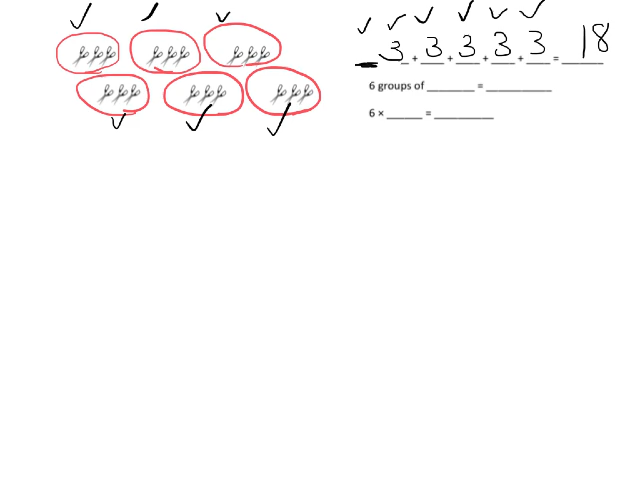 3 + 3 + 3 + 3 + 3 = 18
6 groups of ________ = ___________
6 × ______ = __________